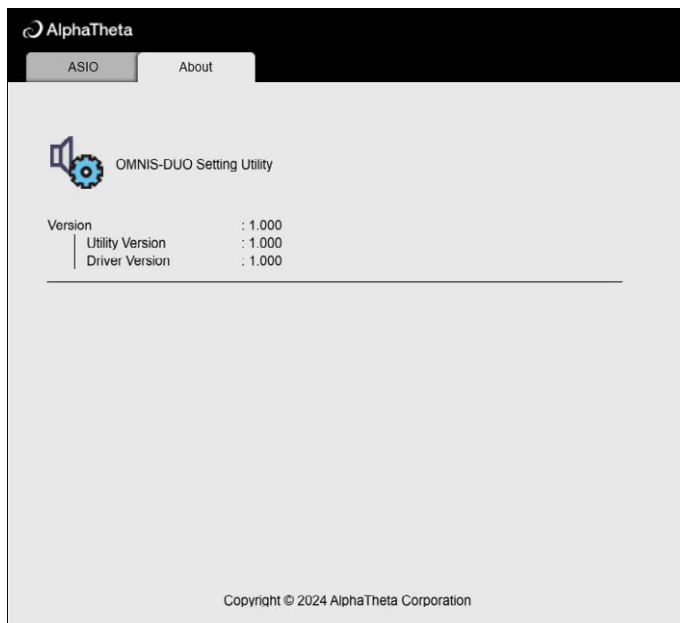 AlphaTheta
ASIO About
OMNIS-DUO Setting Utility
Version : 1.000
Utility Version : 1.000
Driver Version : 1.000
Copyright © 2024 AlphaTheta Corporation